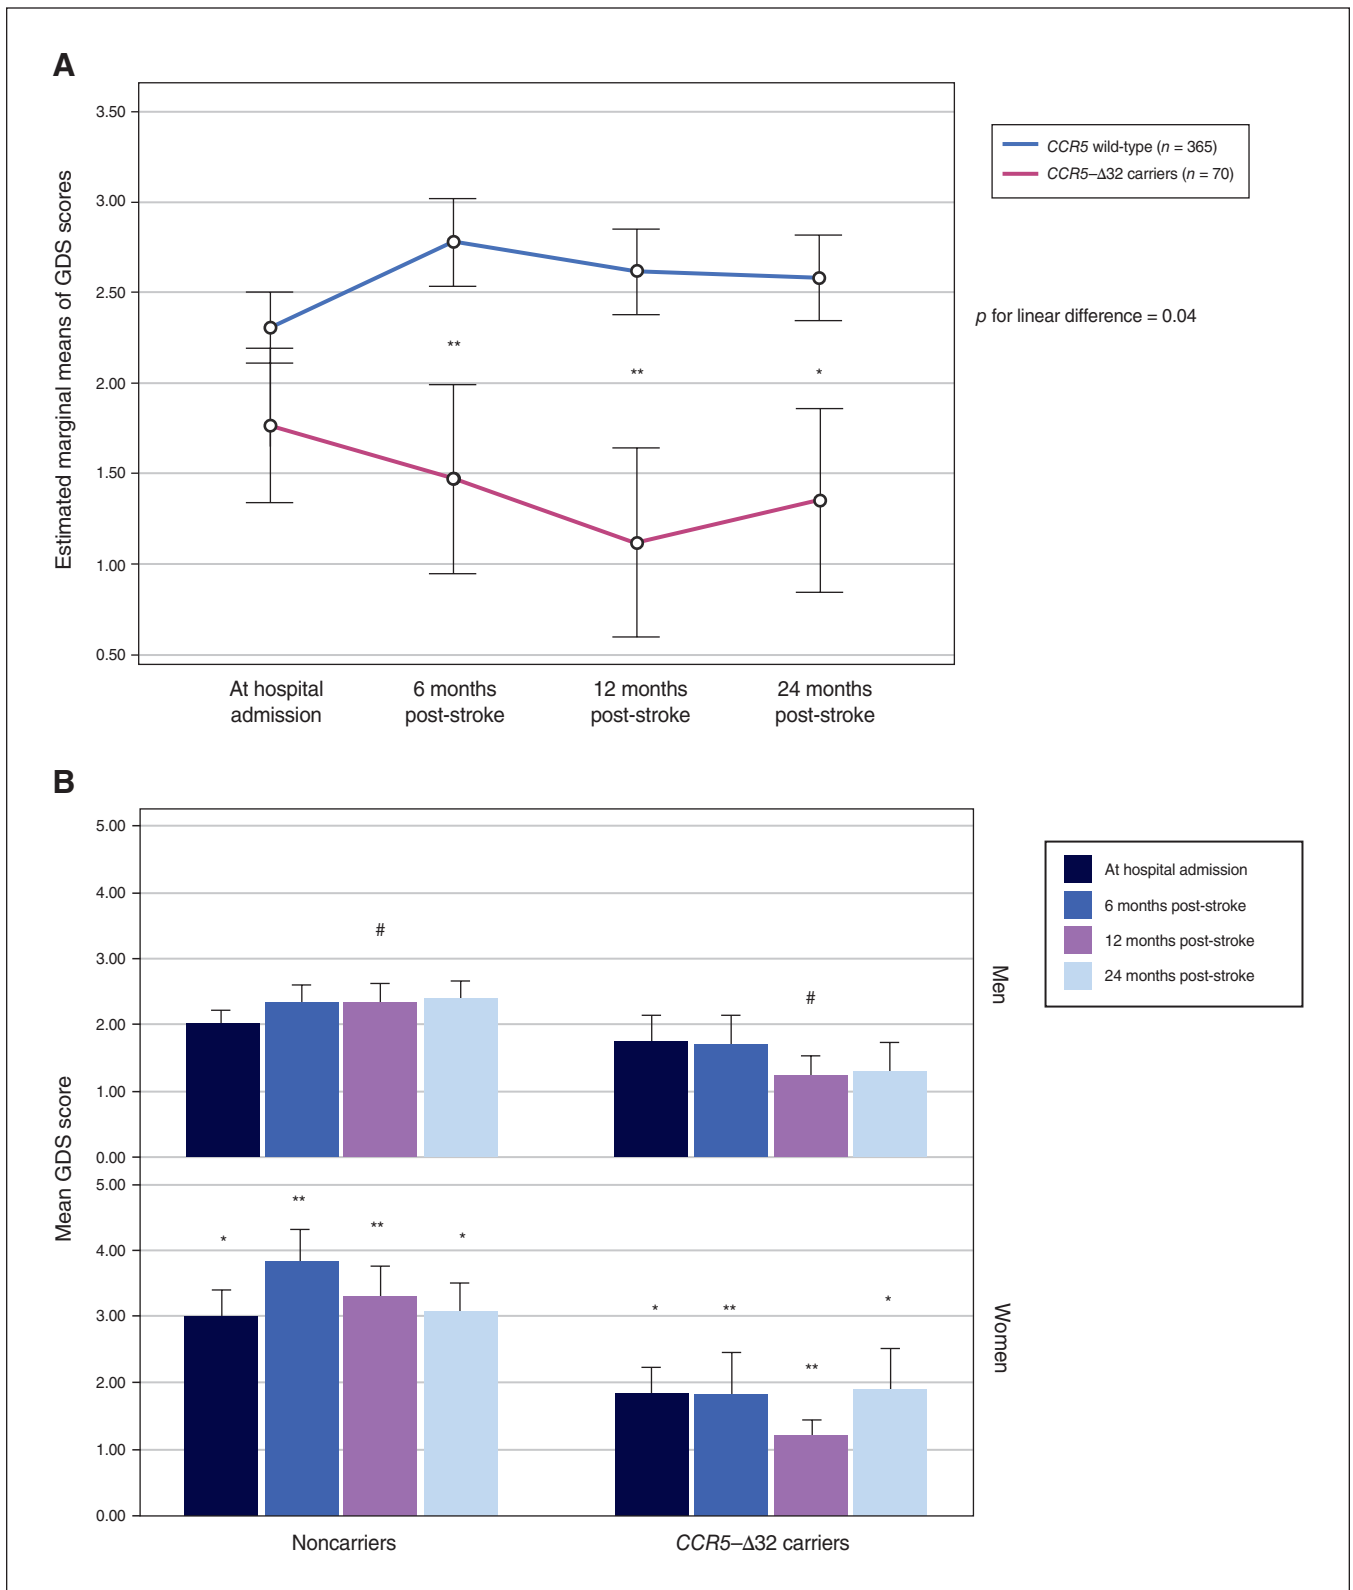 A
Estimated marginal means of GDS scores
3.50
3.00
2.50
2.00
1.50
1.00
0.50
**
**
*
At hospital
admission
6 months
post-stroke
12 months
post-stroke
24 months
post-stroke
CCR5 wild-type (n = 365)
CCR5–Δ32 carriers (n = 70)
p for linear difference = 0.04
B
Mean GDS score
5.00
4.00
3.00
2.00
1.00
0.00
#
#
Men
5.00
4.00
3.00
2.00
1.00
0.00
*
**
**
*
*
**
**
*
Women
Noncarriers
CCR5–Δ32 carriers
At hospital admission
6 months post-stroke
12 months post-stroke
24 months post-stroke